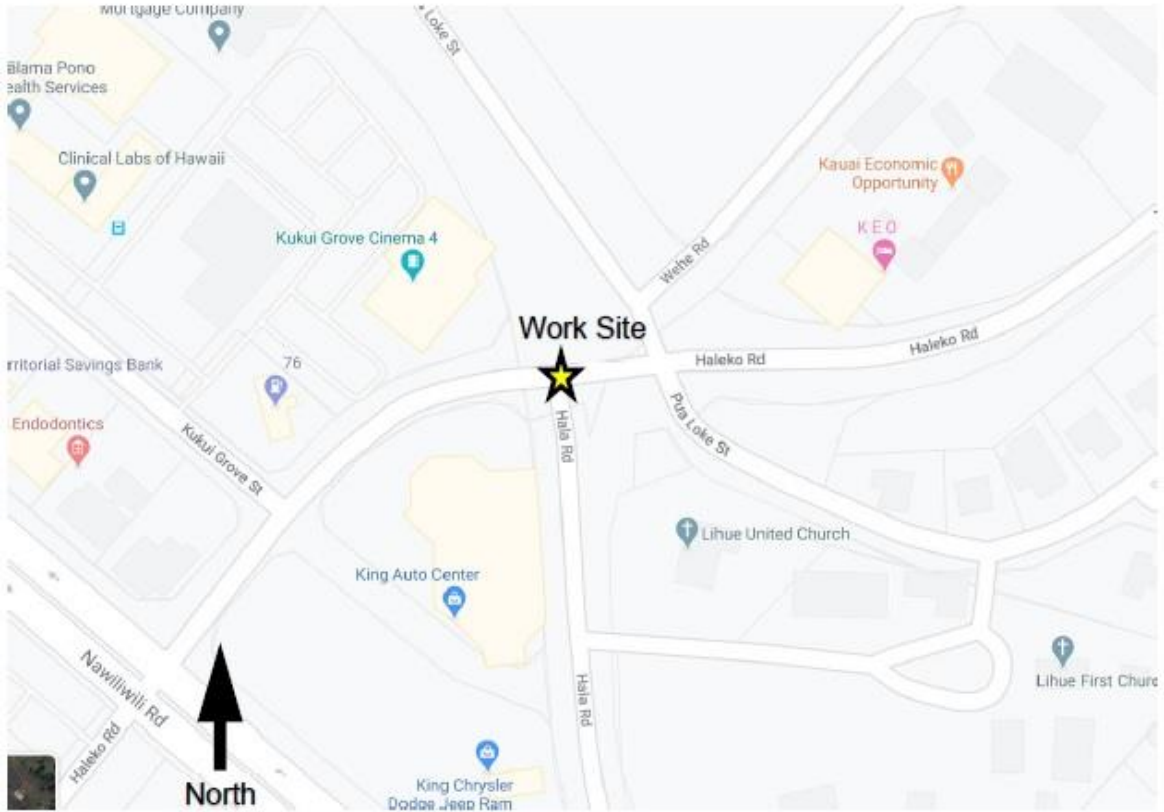 Mortgage Company
Loke St
ālama Pono
ealth Services
Clinical Labs of Hawaii
Kauai Economic
Opportunity
KEO
Kukui Grove Cinema 4
Wehe Rd
Work Site
Haleko Rd
Haleko Rd
rritorial Savings Bank
76
Endodontics
Kukui Grove St
Hala Rd
Pua Loke St
Lihue United Church
King Auto Center
Nawiliwili Rd
Haleko Rd
North
Hala Rd
Lihue First Churc
King Chrysler
Dodge Jeep Ram